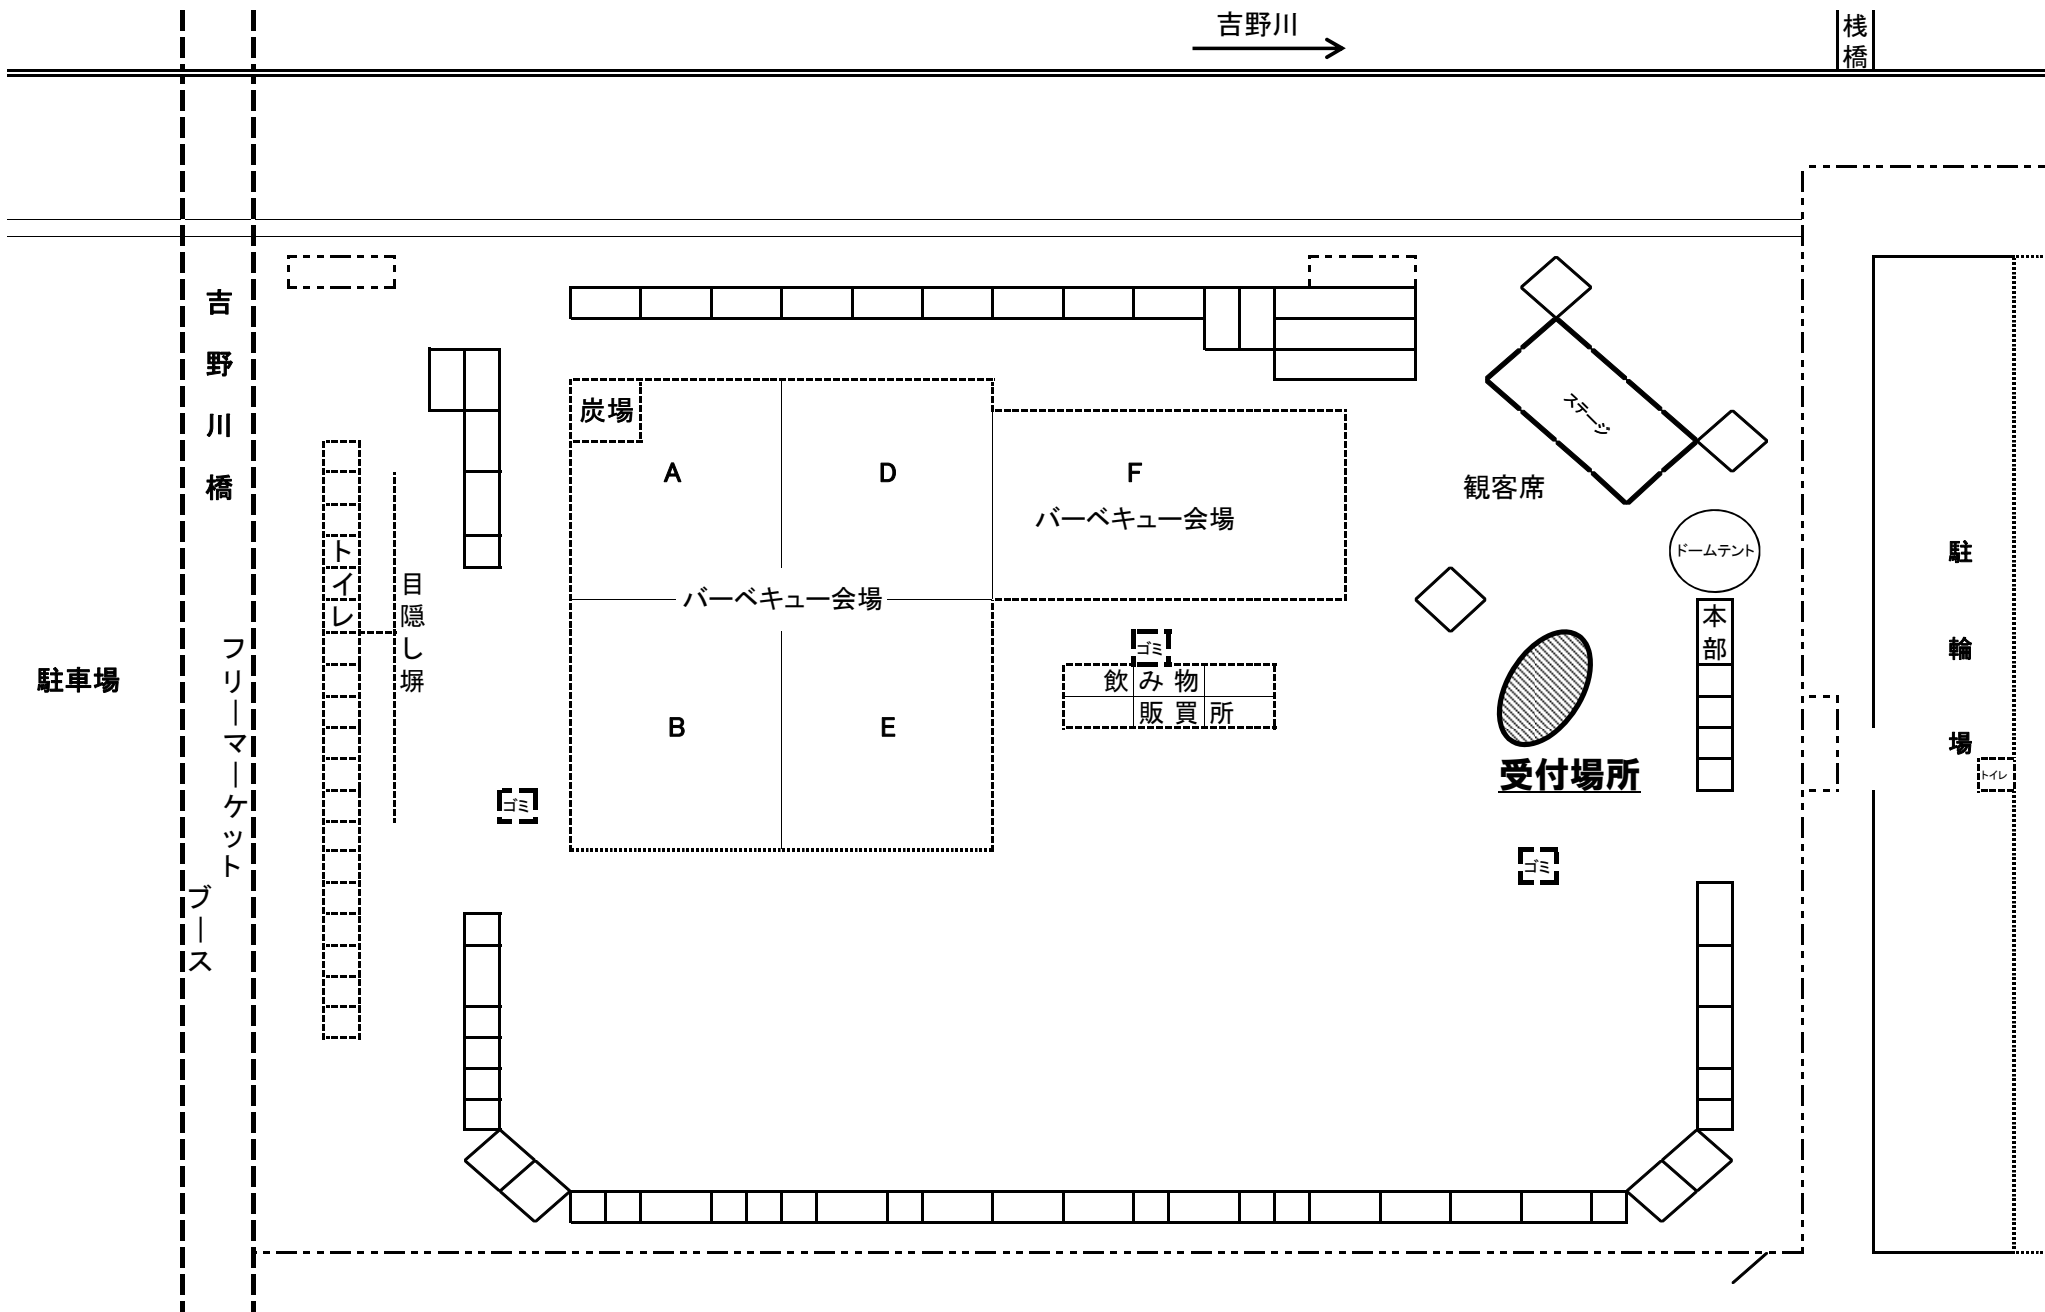 吉野川
桟橋
吉野川橋
炭場
A
D
F
バーベキュー会場
ステージ
観客席
ドームテント
トイレ
目隠し塀
バーベキュー会場
本部
駐輪場
ゴミ
飲み物
販買所
駐車場
フリーマーケット
ブース
B
E
受付場所
トイレ
ゴミ
ゴミ